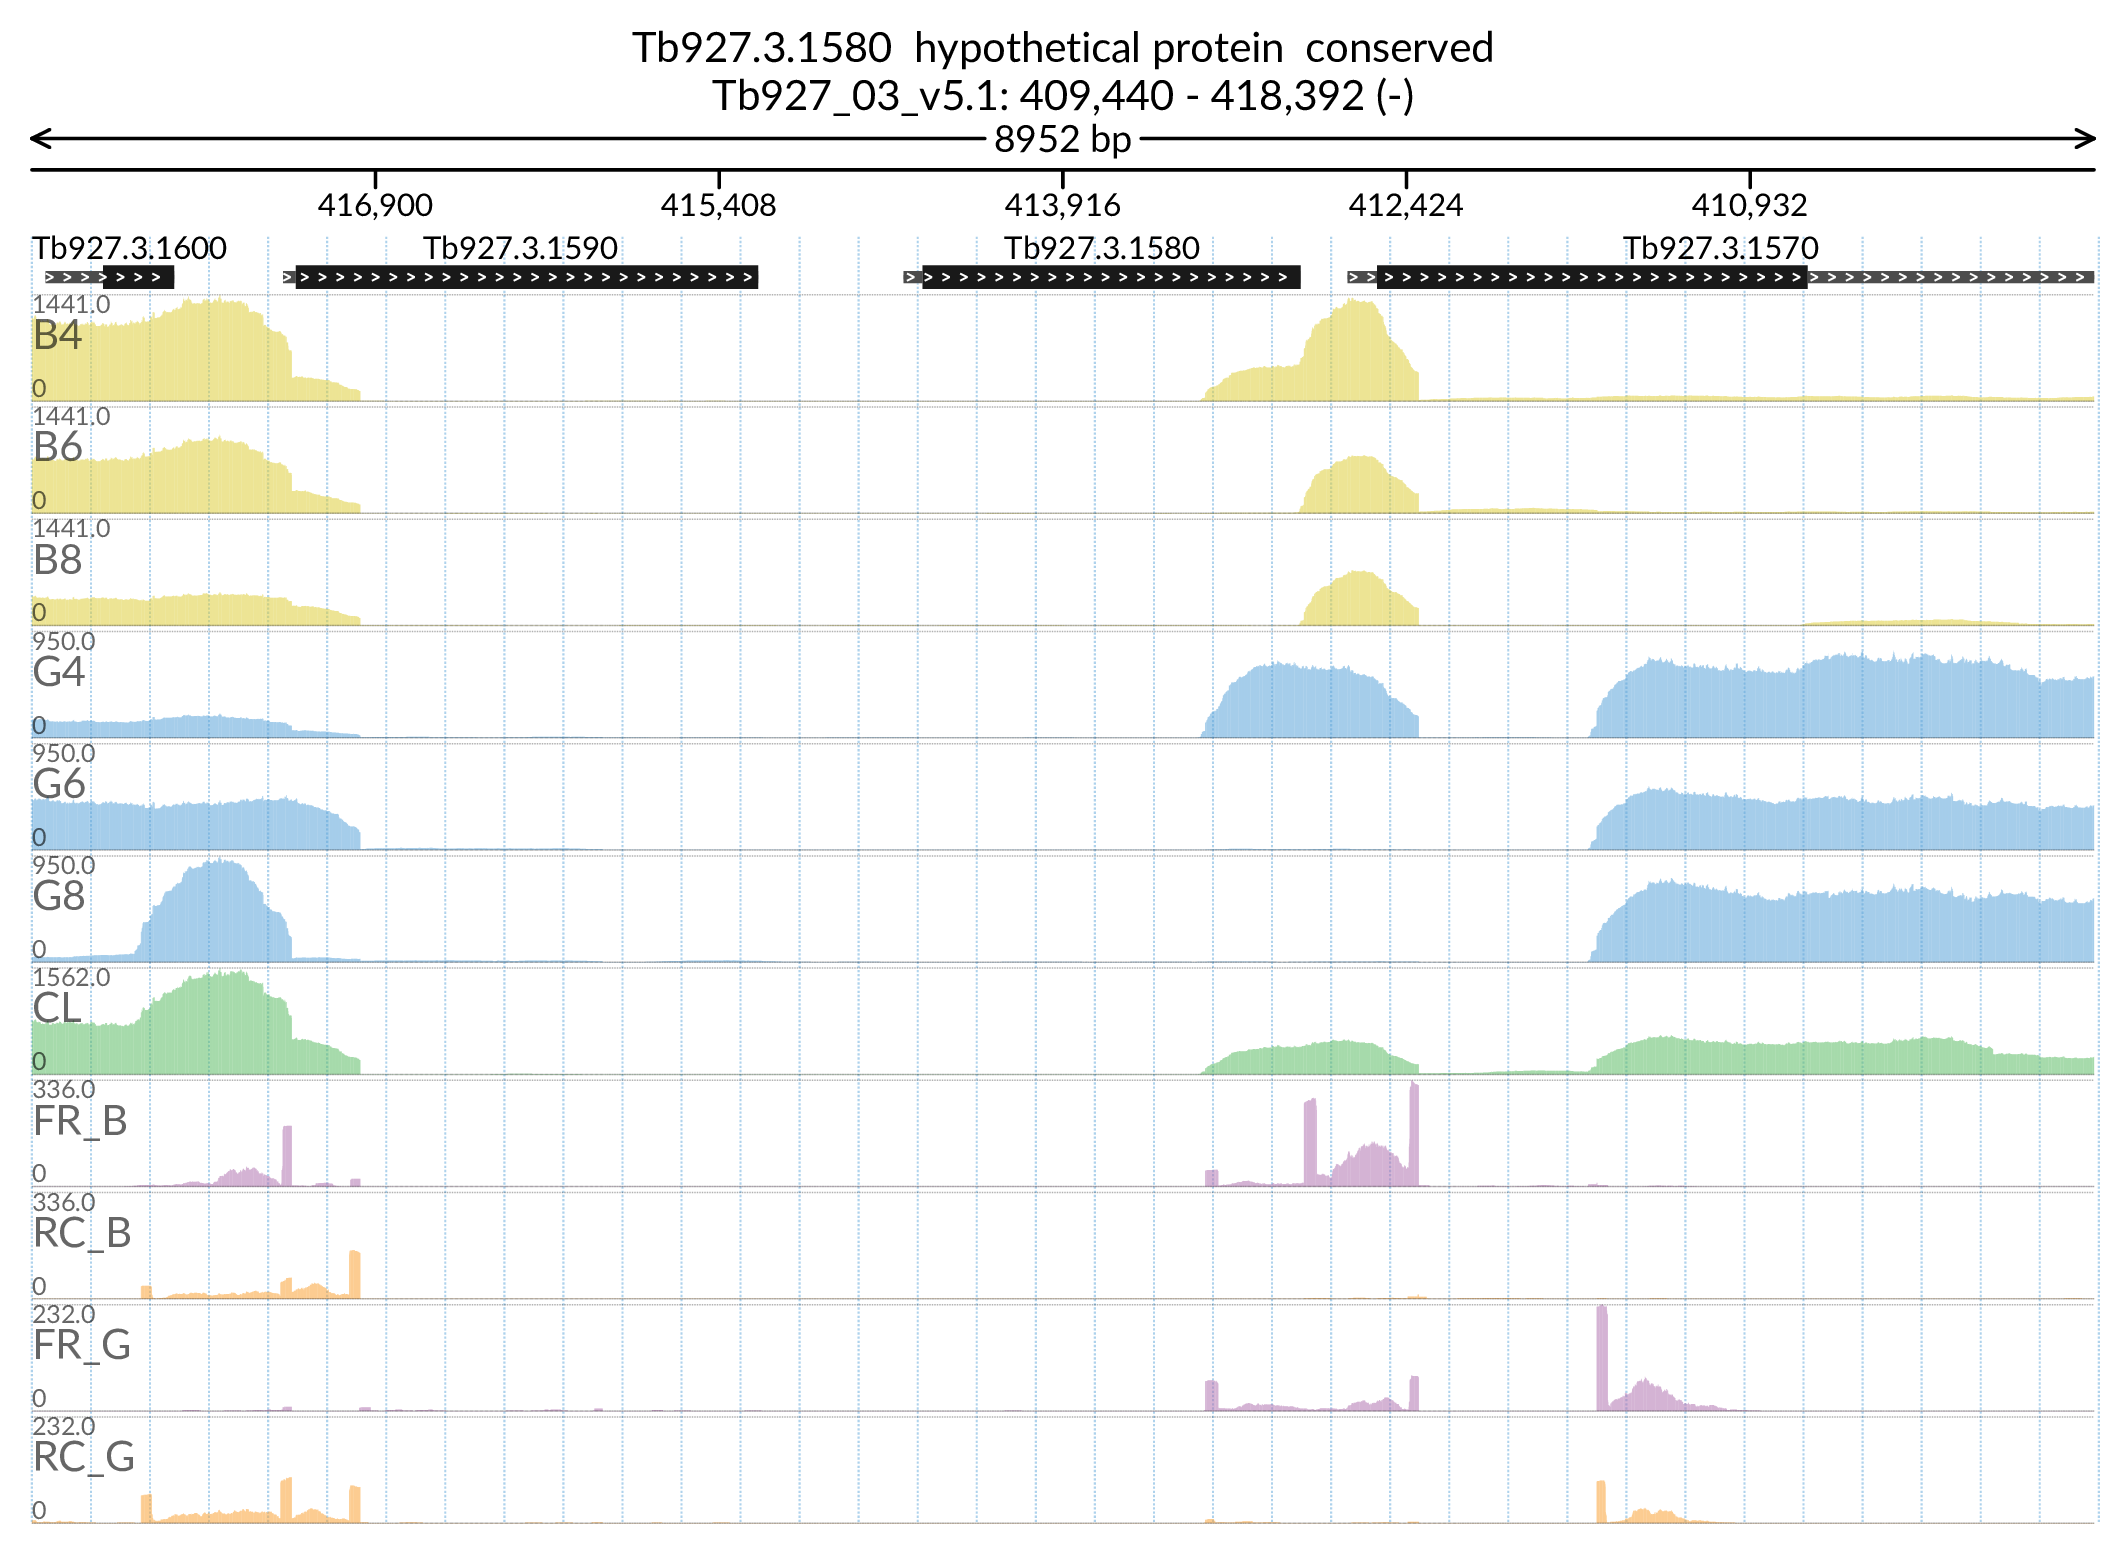 Tb927.3.1580  hypothetical protein  conserved
Tb927_03_v5.1: 409,440 - 418,392 (-)
8952 bp
416,900 415,408 413,916 412,424 410,932
Tb927.3.1600 Tb927.3.1590 Tb927.3.1580 Tb927.3.1570
1441.0
B4
0
1441.0
B6
0
1441.0
B8
0
950.0
G4
0
950.0
G6
0
950.0
G8
0
1562.0
CL
0
336.0
FR_B
0
336.0
RC_B
0
232.0
FR_G
0
232.0
RC_G
0